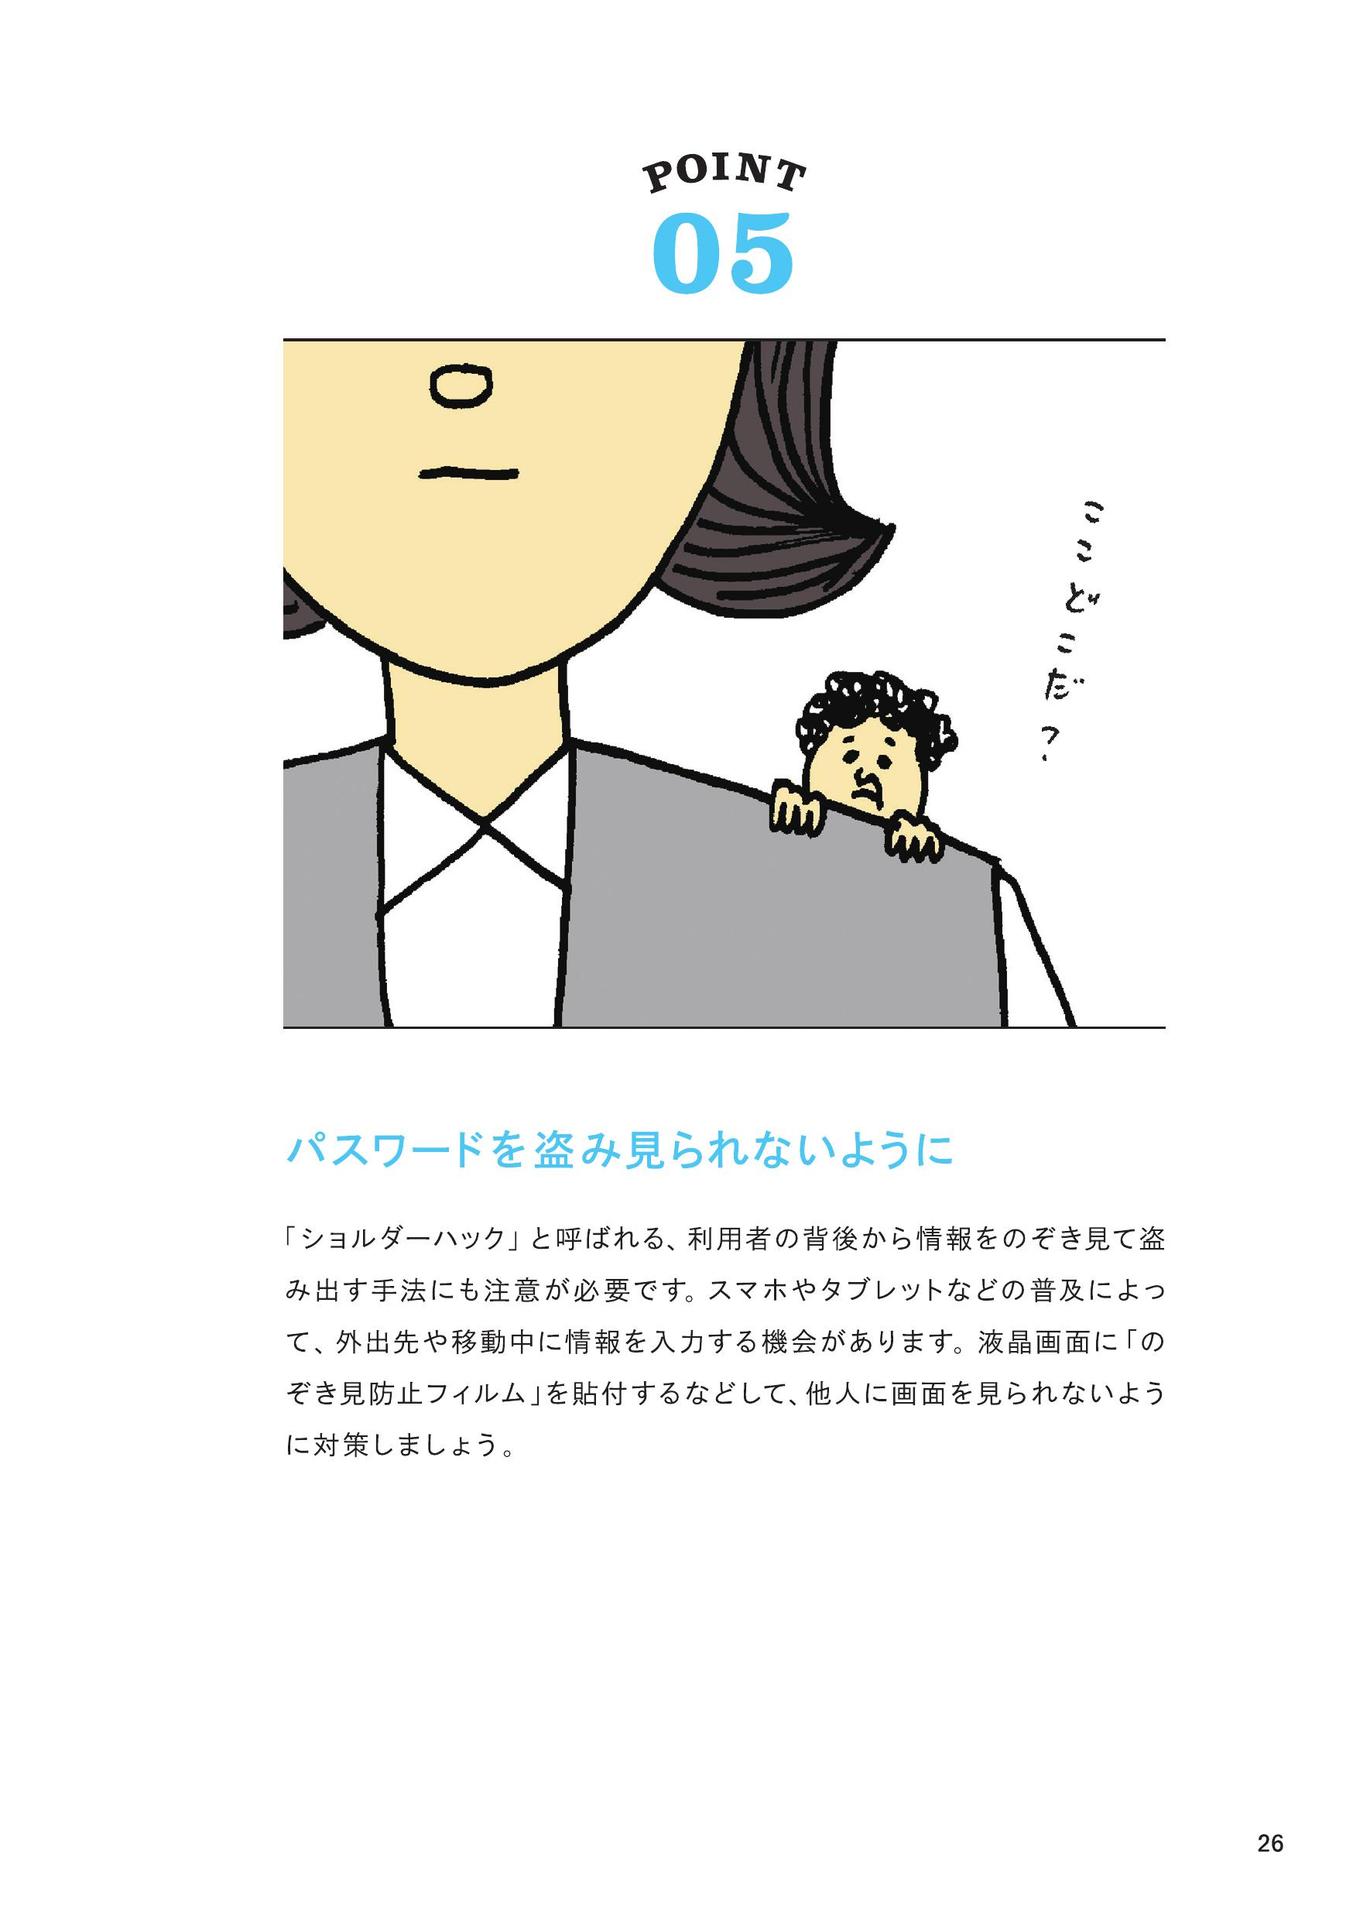 POINT
05
ここどこだ?
パスワードを盗み見られないように
「ショルダーハック」と呼ばれる、利用者の背後から情報をのぞき見て盗
み出す手法にも注意が必要です。スマホやタブレットなどの普及によっ
て、外出先や移動中に情報を入力する機会があります。液晶画面に「の
ぞき見防止フィルム」を貼付するなどして、他人に画面を見られないよう
に対策しましょう。
26